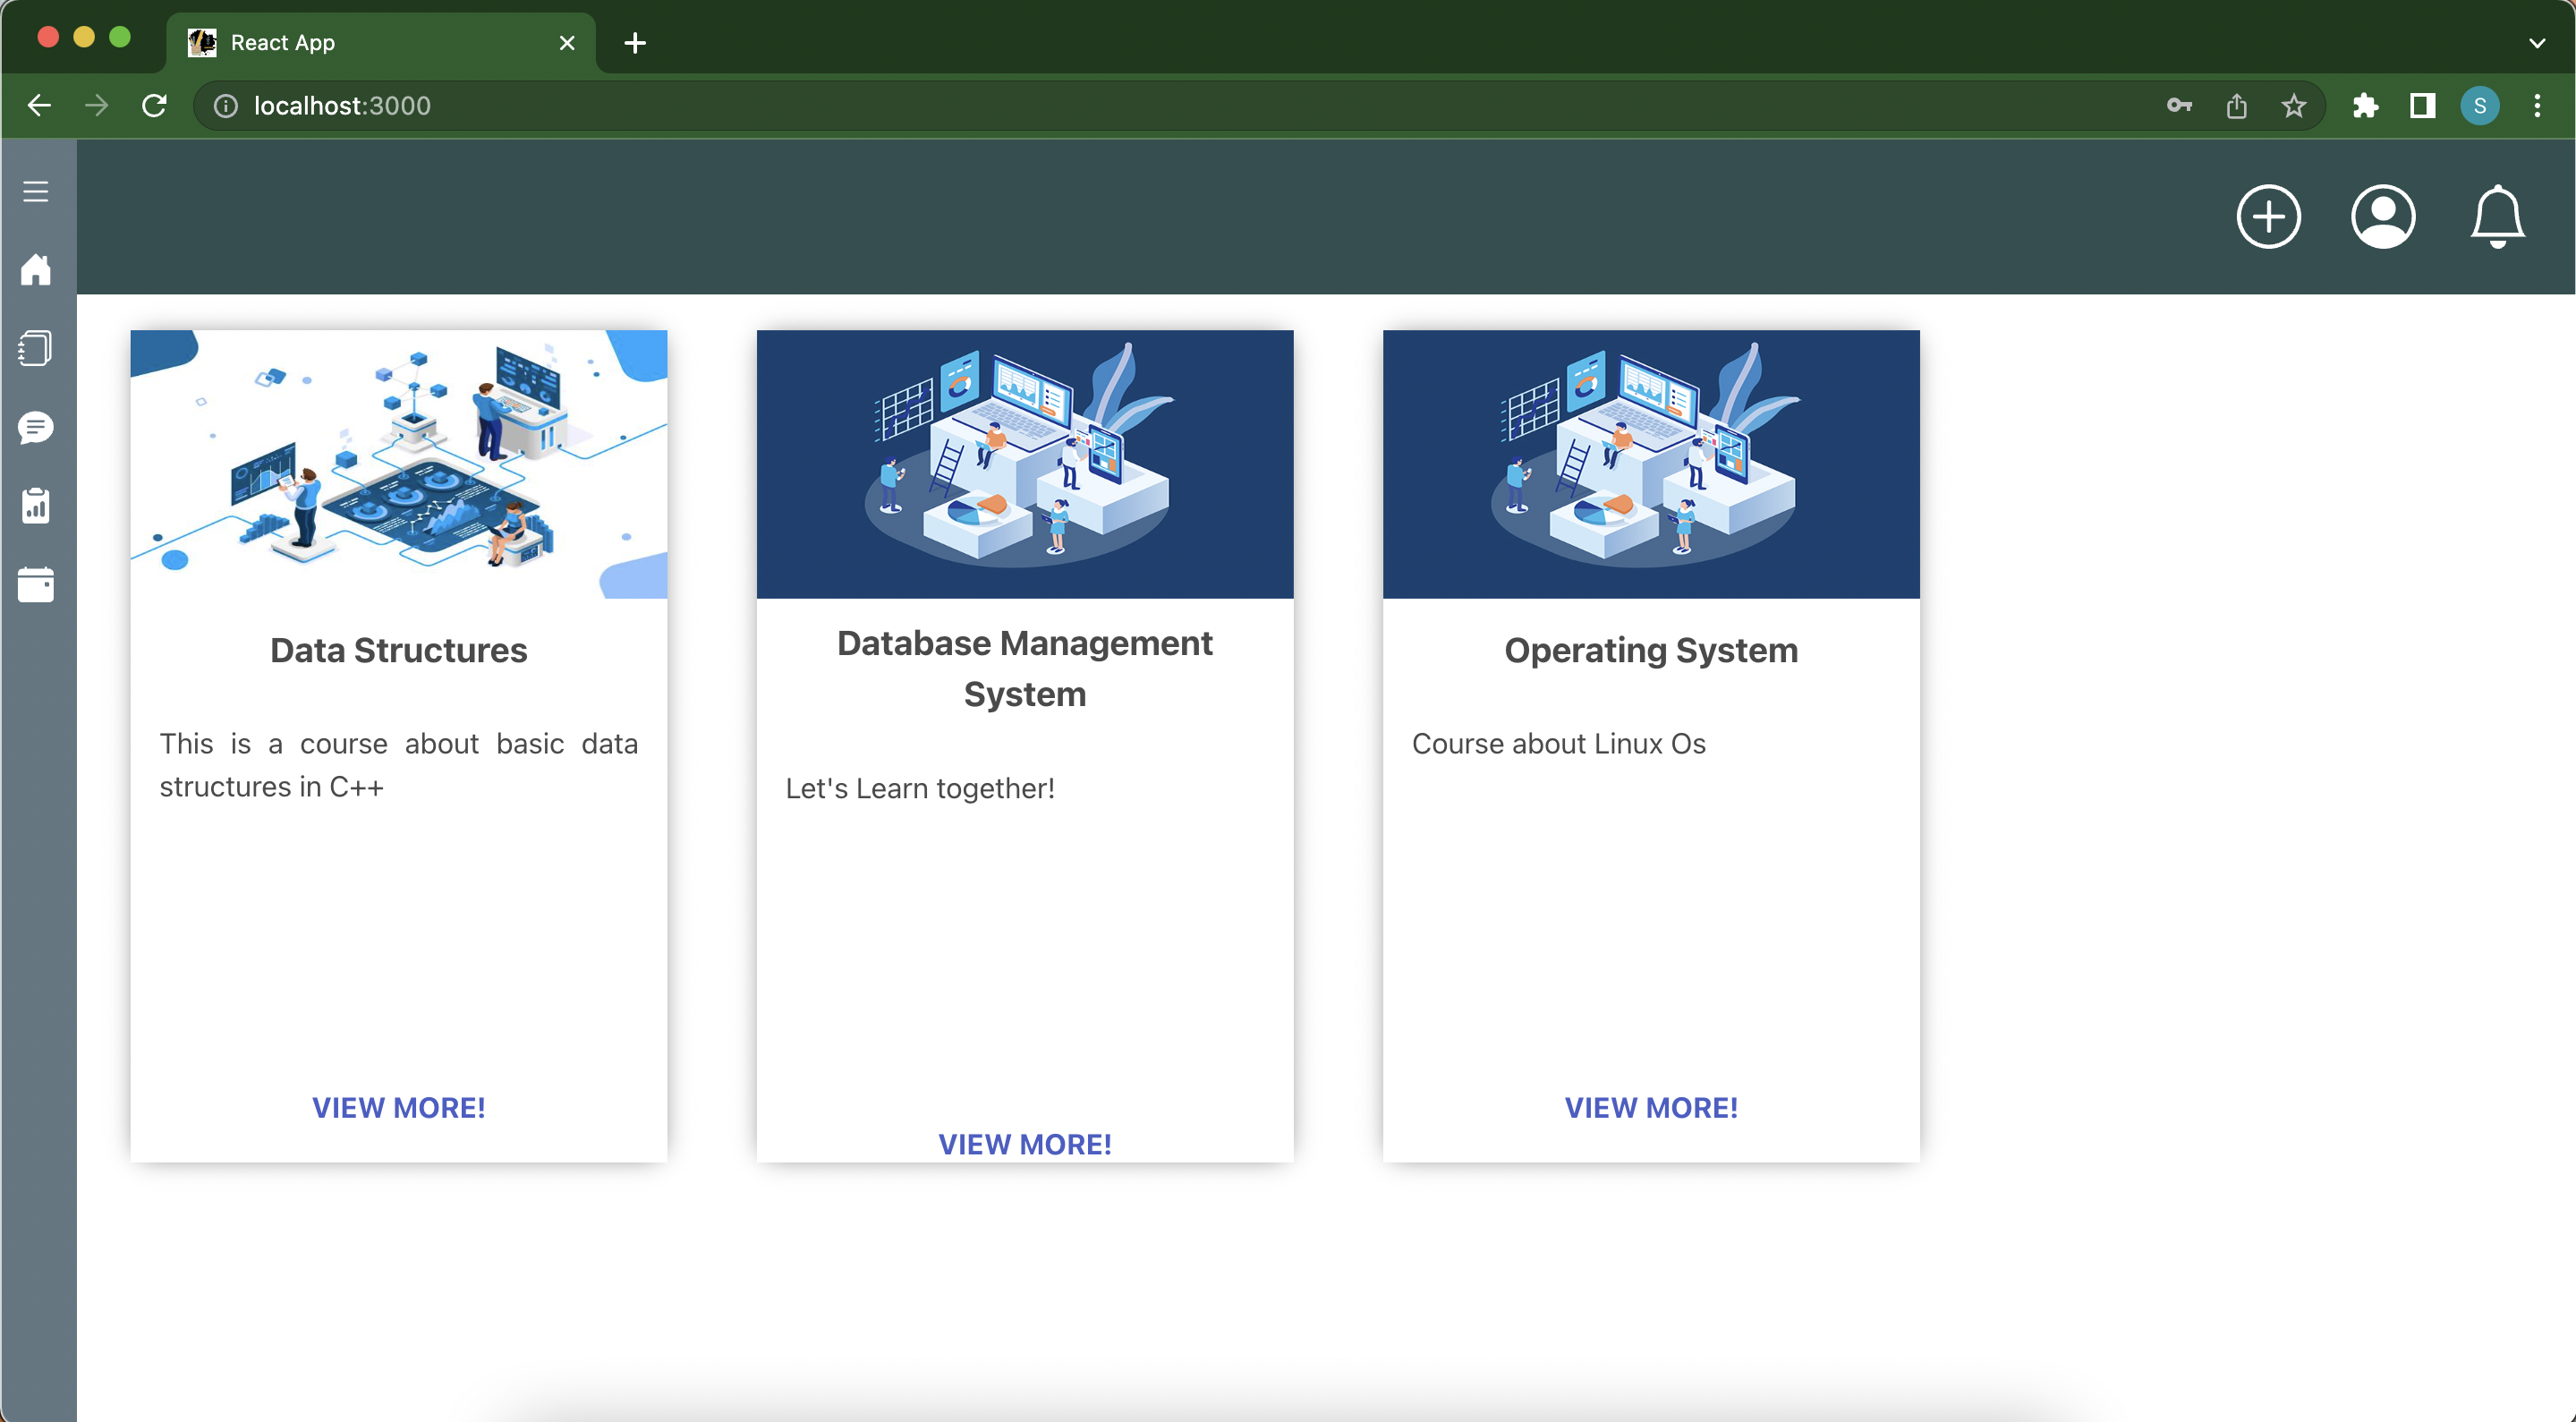 React App
localhost:3000
S
Data Structures
This is a course about basic data
structures in C++
VIEW MORE!
Database Management
System
Let's Learn together!
VIEW MORE!
Operating System
Course about Linux Os
VIEW MORE!